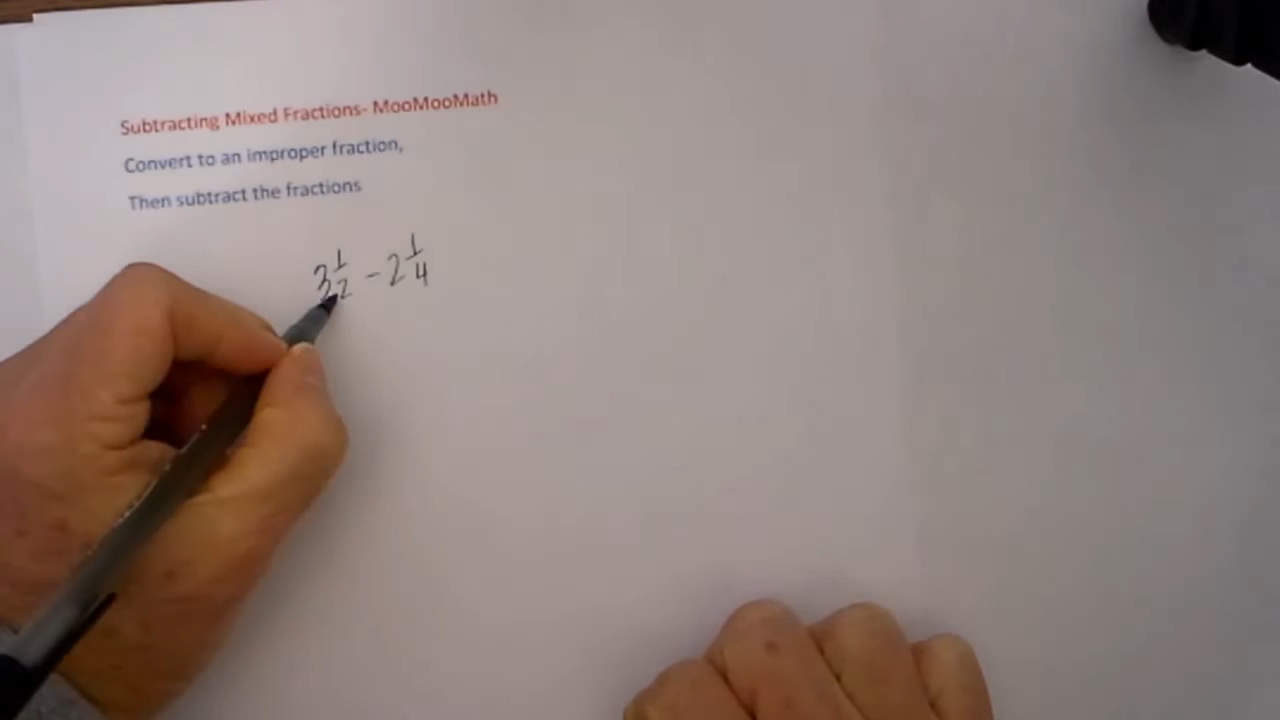 Subtracting Mixed Fractions- MooMooMath
Convert to an improper fraction,
Then subtract the fractions
3 1/2 - 2 1/4